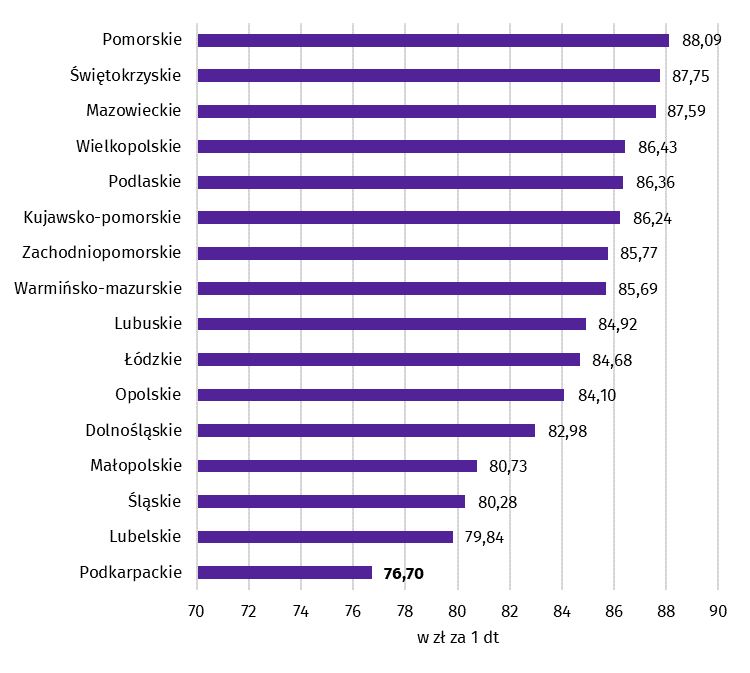 Pomorskie 88,09
Świętokrzyskie 87,75
Mazowieckie 87,59
Wielkopolskie 86,43
Podlaskie 86,36
Kujawsko-pomorskie 86,24
Zachodniopomorskie 85,77
Warmińsko-mazurskie 85,69
Lubuskie 84,92
Łódzkie 84,68
Opolskie 84,10
Dolnośląskie 82,98
Małopolskie 80,73
Śląskie 80,28
Lubelskie 79,84
Podkarpackie 76,70
70 72 74 76 78 80 82 84 86 88 90
w zł za 1 dt